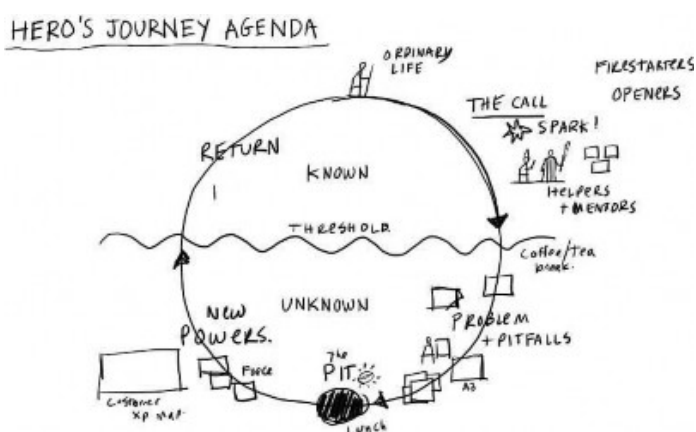 HERO'S JOURNEY AGENDA
ORDINARY
LIFE
FIRESTARTERS
OPENERS
THE CALL
SPARK!
HELPERS
+ MENTORS
RETURN
KNOWN
THRESHOLD
Coffee/Tea
break.
UNKNOWN
PROBLEM
+ PITFALLS
NEW
POWERS.
The
PIT
Force
A3
Customer
XP map
Lunch